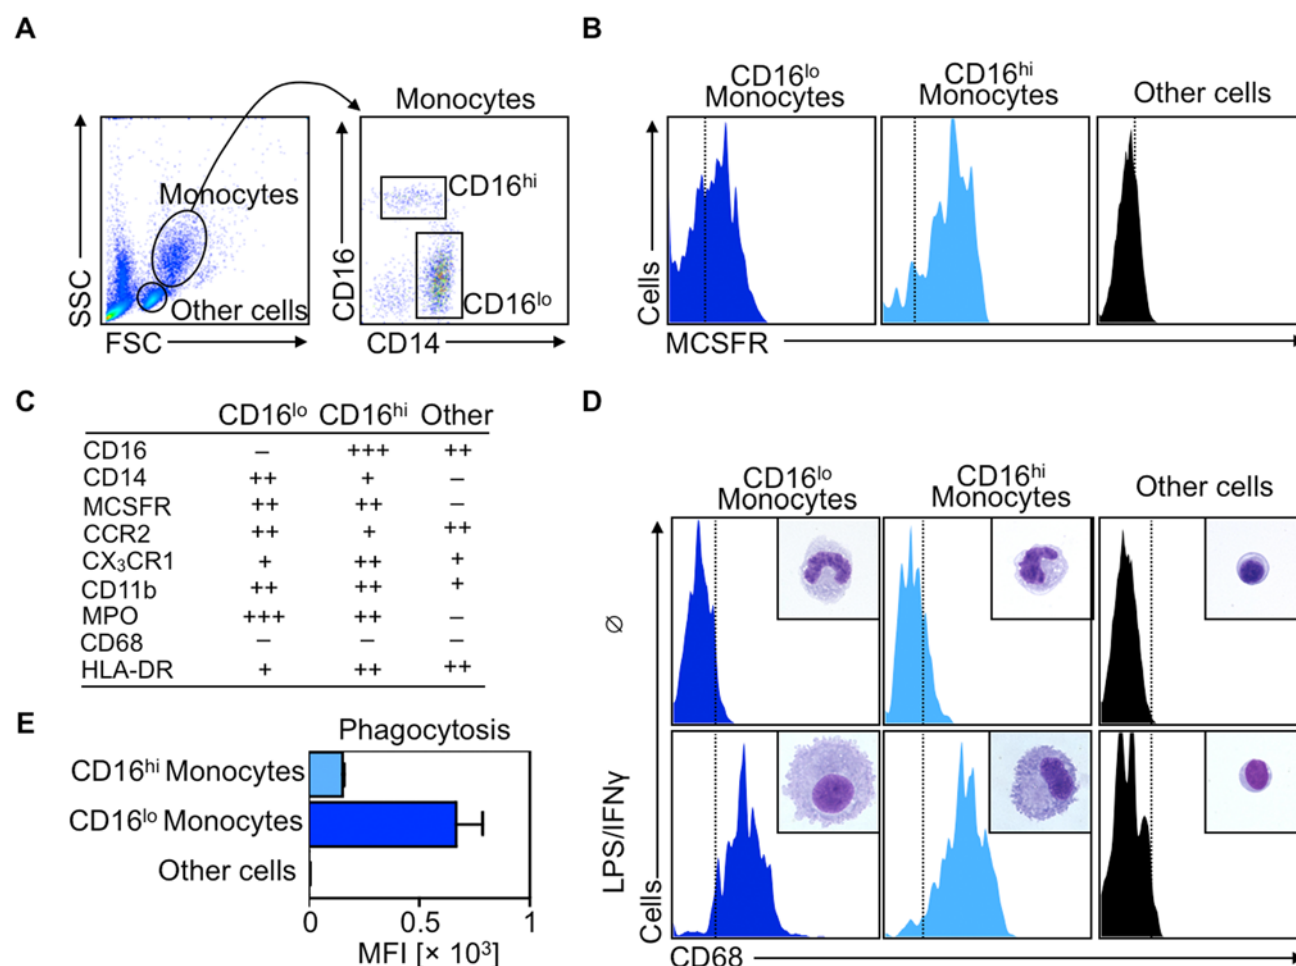 A
Monocytes
SSC
Monocytes
Other cells
FSC
CD16
CD16hi
CD16lo
CD14
B
CD16lo Monocytes
CD16hi Monocytes
Other cells
Cells
MCSFR
C
CD16lo CD16hi Other
CD16 – +++ ++
CD14 ++ + –
MCSFR ++ ++ –
CCR2 ++ + ++
CX3CR1 + ++ +
CD11b ++ ++ +
MPO +++ ++ –
CD68 – – –
HLA-DR + ++ ++
D
CD16lo Monocytes
CD16hi Monocytes
Other cells
∅
LPS/IFNγ
Cells
CD68
E
Phagocytosis
CD16hi Monocytes
CD16lo Monocytes
Other cells
0 0.5 1
MFI [× 10³]